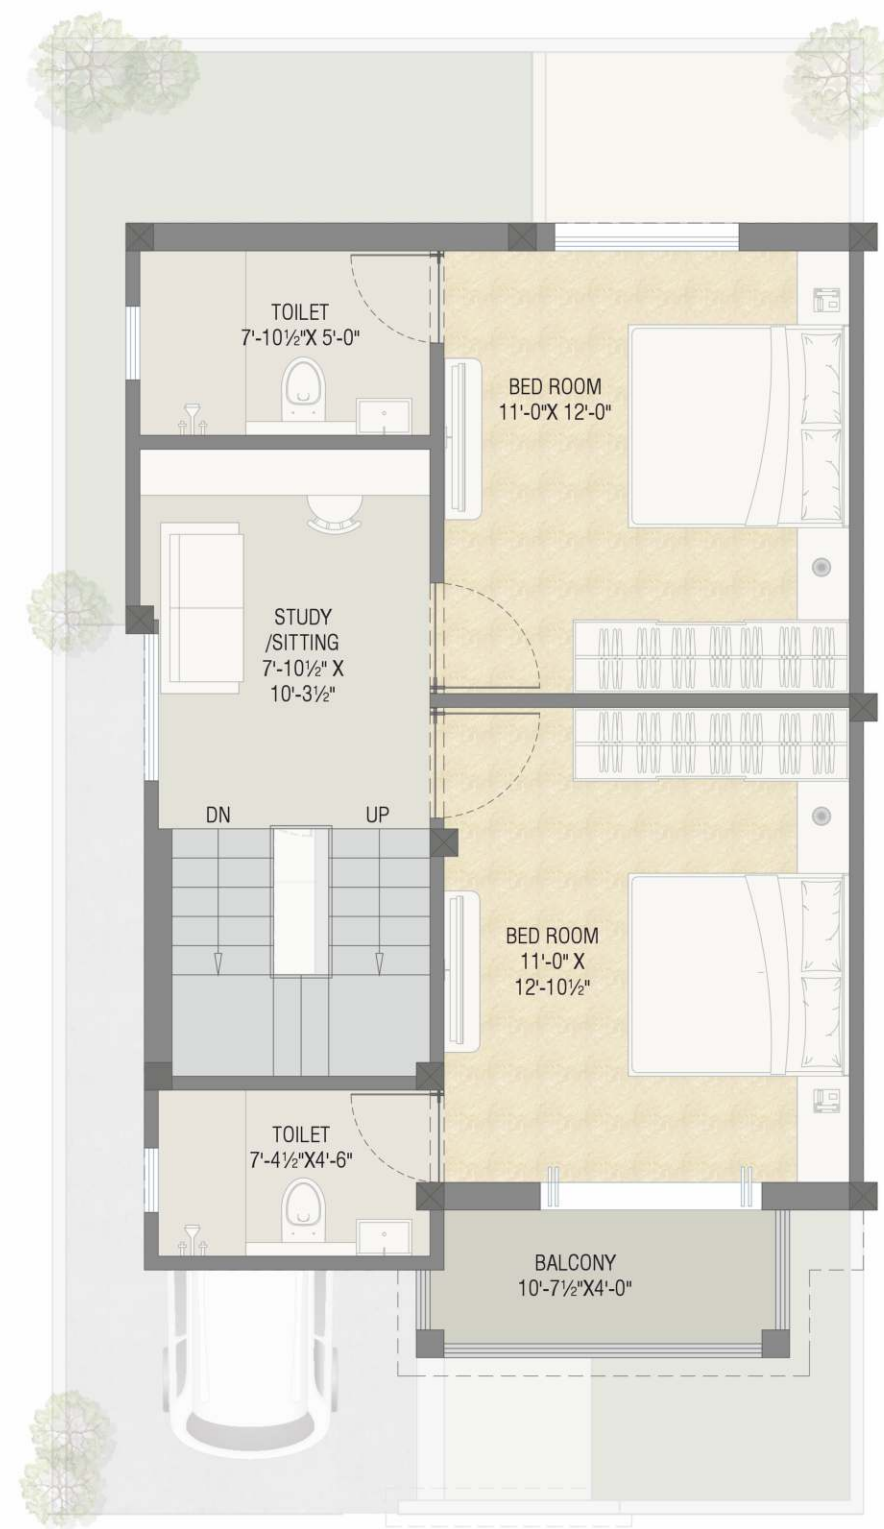 TOILET
7'-10½"X 5'-0"
BED ROOM
11'-0"X 12'-0"
STUDY
/SITTING
7'-10½" X
10'-3½"
DN
UP
BED ROOM
11'-0" X
12'-10½"
TOILET
7'-4½"X4'-6"
BALCONY
10'-7½"X4'-0"